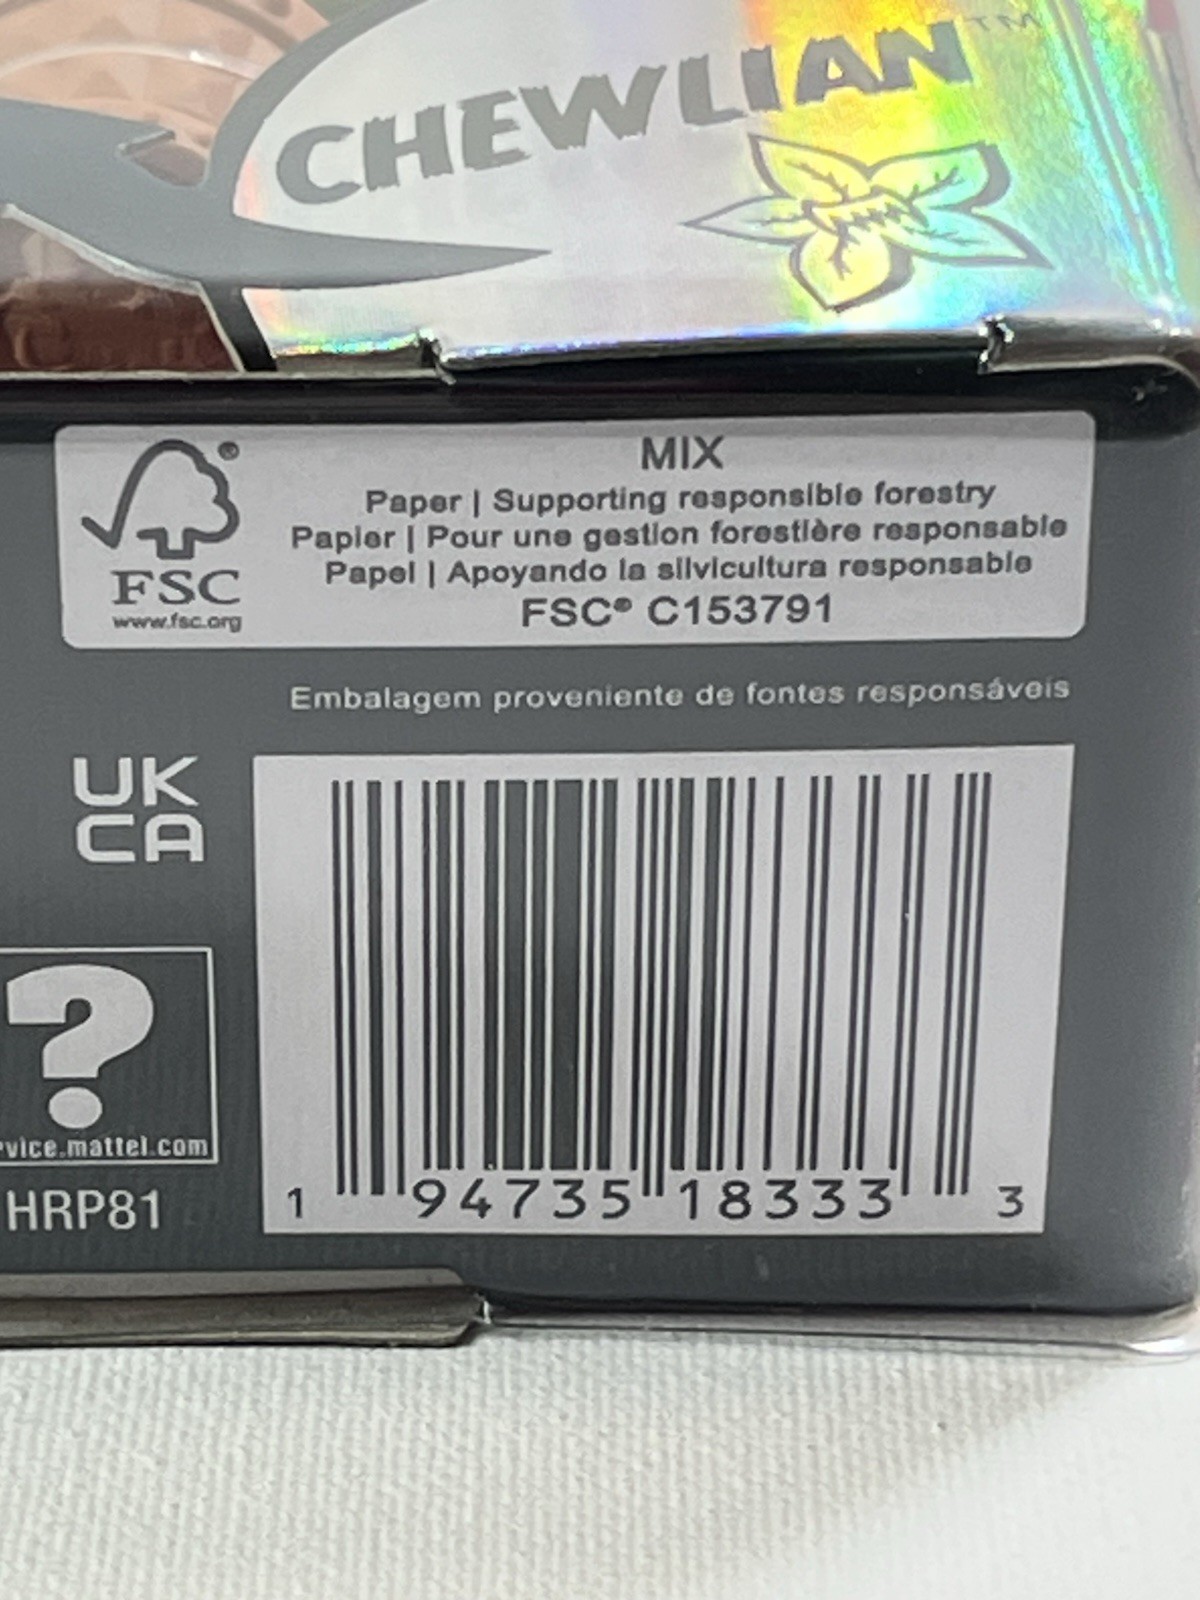 CHEWLIAN™
MIX
Paper | Supporting responsible forestry
Papier | Pour une gestion forestière responsable
Papel | Apoyando la silvicultura responsable
FSC® C153791
®
FSC
www.fsc.org
Embalagem proveniente de fontes responsáveis
UK
CA
?
rvice.mattel.com
HRP81
1 94735 18333 3